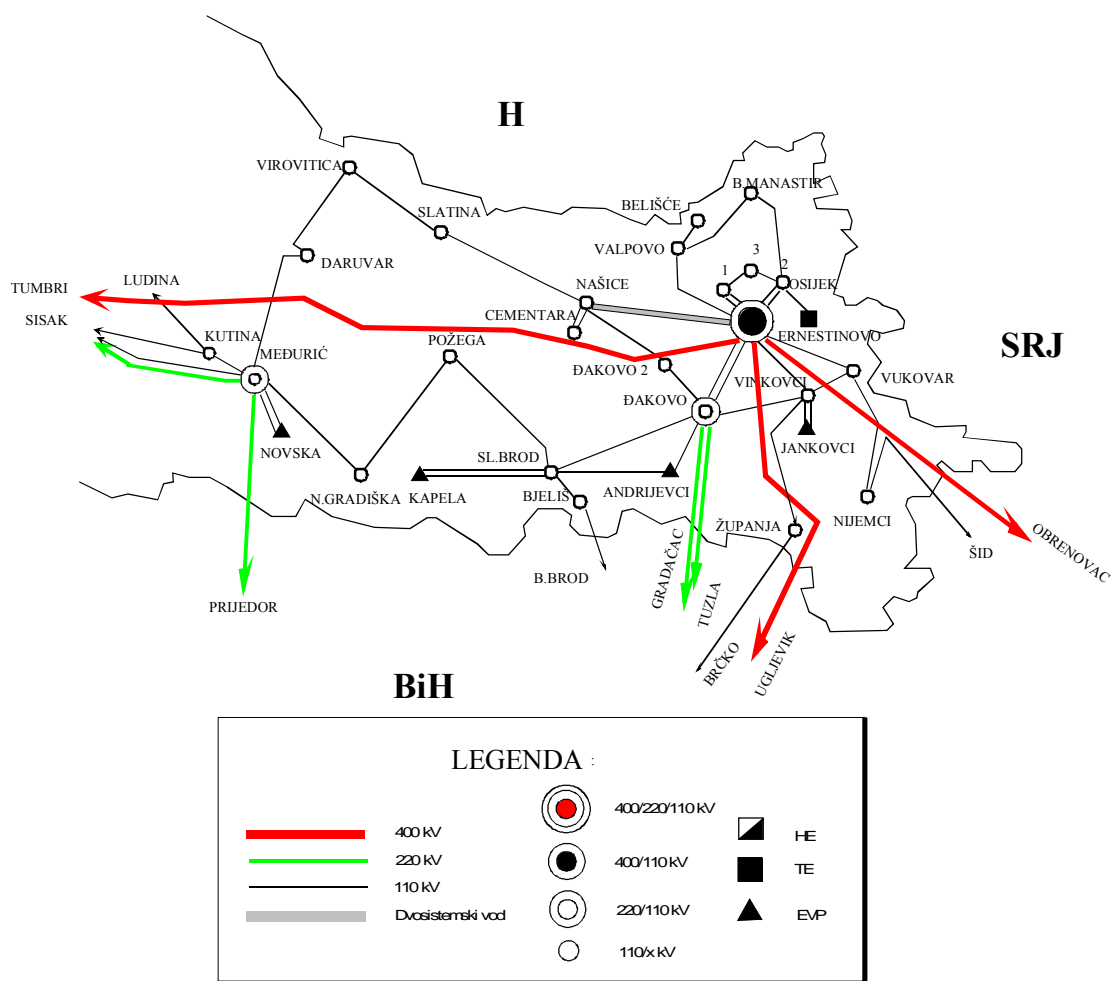 H
VIROVITICA
B.MANASTIR
BELIŠĆE
SLATINA
VALPOVO
3
DARUVAR
1
2
LUDINA
NAŠICE
OSIJEK
TUMBRI
CEMENTARA
SISAK
ERNESTINOVO
KUTINA
POŽEGA
SRJ
MEĐURIĆ
ĐAKOVO 2
VINKOVCI
VUKOVAR
ĐAKOVO
NOVSKA
SL.BROD
JANKOVCI
N.GRADIŠKA
KAPELA
BJELIŠ
ANDRIJEVCI
NIJEMCI
ŽUPANJA
ŠID
OBRENOVAC
B.BROD
GRADAČAC
TUZLA
PRIJEDOR
BRČKO
UGLJEVIK
BiH
LEGENDA :
400 kV
220 kV
110 kV
Dvosistemski vod
400/220/110 kV
400/110 kV
220/110 kV
110/x kV
HE
TE
EVP